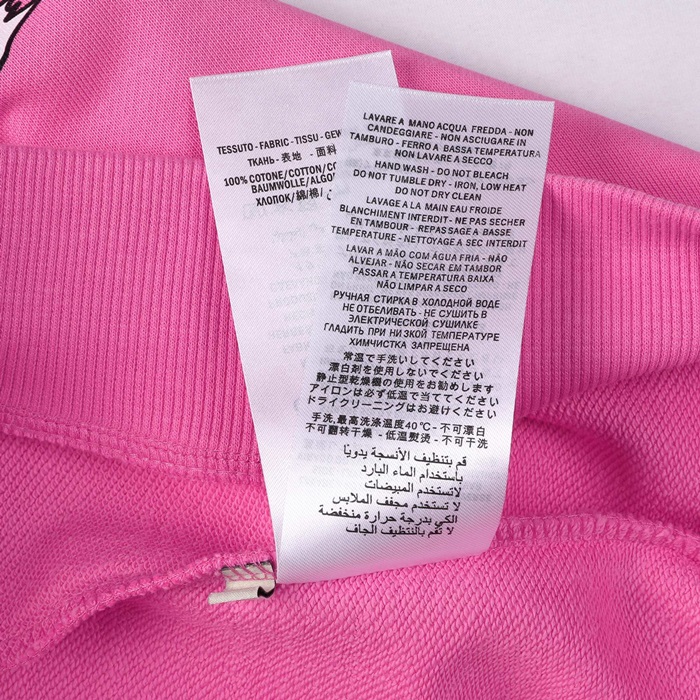 TESSUTO - FABRIC - TISSU - GEW
ТКАНЬ - 表地 - 面料
100% COTONE/COTTON/CO
BAUMWOLLE/ALGO
ХЛОПОК/綿/棉/
LAVARE A MANO ACQUA FREDDA - NON
CANDEGGIARE - NON ASCIUGARE IN
TAMBURO - FERRO A BASSA TEMPERATURA
NON LAVARE A SECCO
HAND WASH - DO NOT BLEACH
DO NOT TUMBLE DRY - IRON, LOW HEAT
DO NOT DRY CLEAN
LAVAGE A LA MAIN EAU FROIDE
BLANCHIMENT INTERDIT - NE PAS SECHER
EN TAMBOUR - REPASSAGE A BASSE
TEMPERATURE - NETTOYAGE A SEC INTERDIT
LAVAR A MÃO COM ÁGUA FRIA - NÃO
ALVEJAR - NÃO SECAR EM TAMBOR
PASSAR A TEMPERATURA BAIXA
NÃO LIMPAR A SECO
РУЧНАЯ СТИРКА В ХОЛОДНОЙ ВОДЕ
НЕ ОТБЕЛИВАТЬ - НЕ СУШИТЬ В
ЭЛЕКТРИЧЕСКОЙ СУШИЛКЕ
ГЛАДИТЬ ПРИ НИЗКОЙ ТЕМПЕРАТУРЕ
ХИМЧИСТКА ЗАПРЕЩЕНА
常温で手洗いしてください
漂白剤を使用しないでください
静止型乾燥機の使用をお勧めします
アイロンは必ず低温で当ててください
ドライクリーニングはお避けください
手洗,最高洗涤温度40℃ - 不可漂白
不可翻转干燥 - 低温熨烫 - 不可干洗
قم بتنظيف الأنسجة يدويًا
بأستخدام الماء البارد
لاتستخدم المبيضات
لا تستخدم مجفف الملابس
الكي بدرجة حرارة منخفضة
لا تقم بالتنظيف الجاف